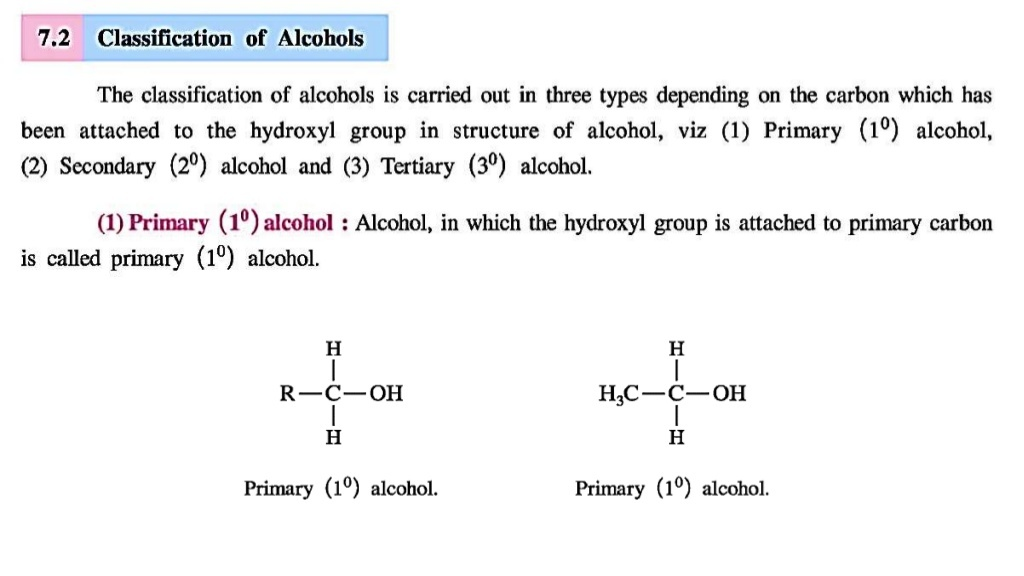 7.2 Classification of Alcohols
The classification of alcohols is carried out in three types depending on the carbon which has
been attached to the hydroxyl group in structure of alcohol, viz (1) Primary (1⁰) alcohol,
(2) Secondary (2⁰) alcohol and (3) Tertiary (3⁰) alcohol.
(1) Primary (1⁰) alcohol : Alcohol, in which the hydroxyl group is attached to primary carbon
is called primary (1⁰) alcohol.
H H
| |
R—C—OH H₃C—C—OH
| |
H H
Primary (1⁰) alcohol. Primary (1⁰) alcohol.